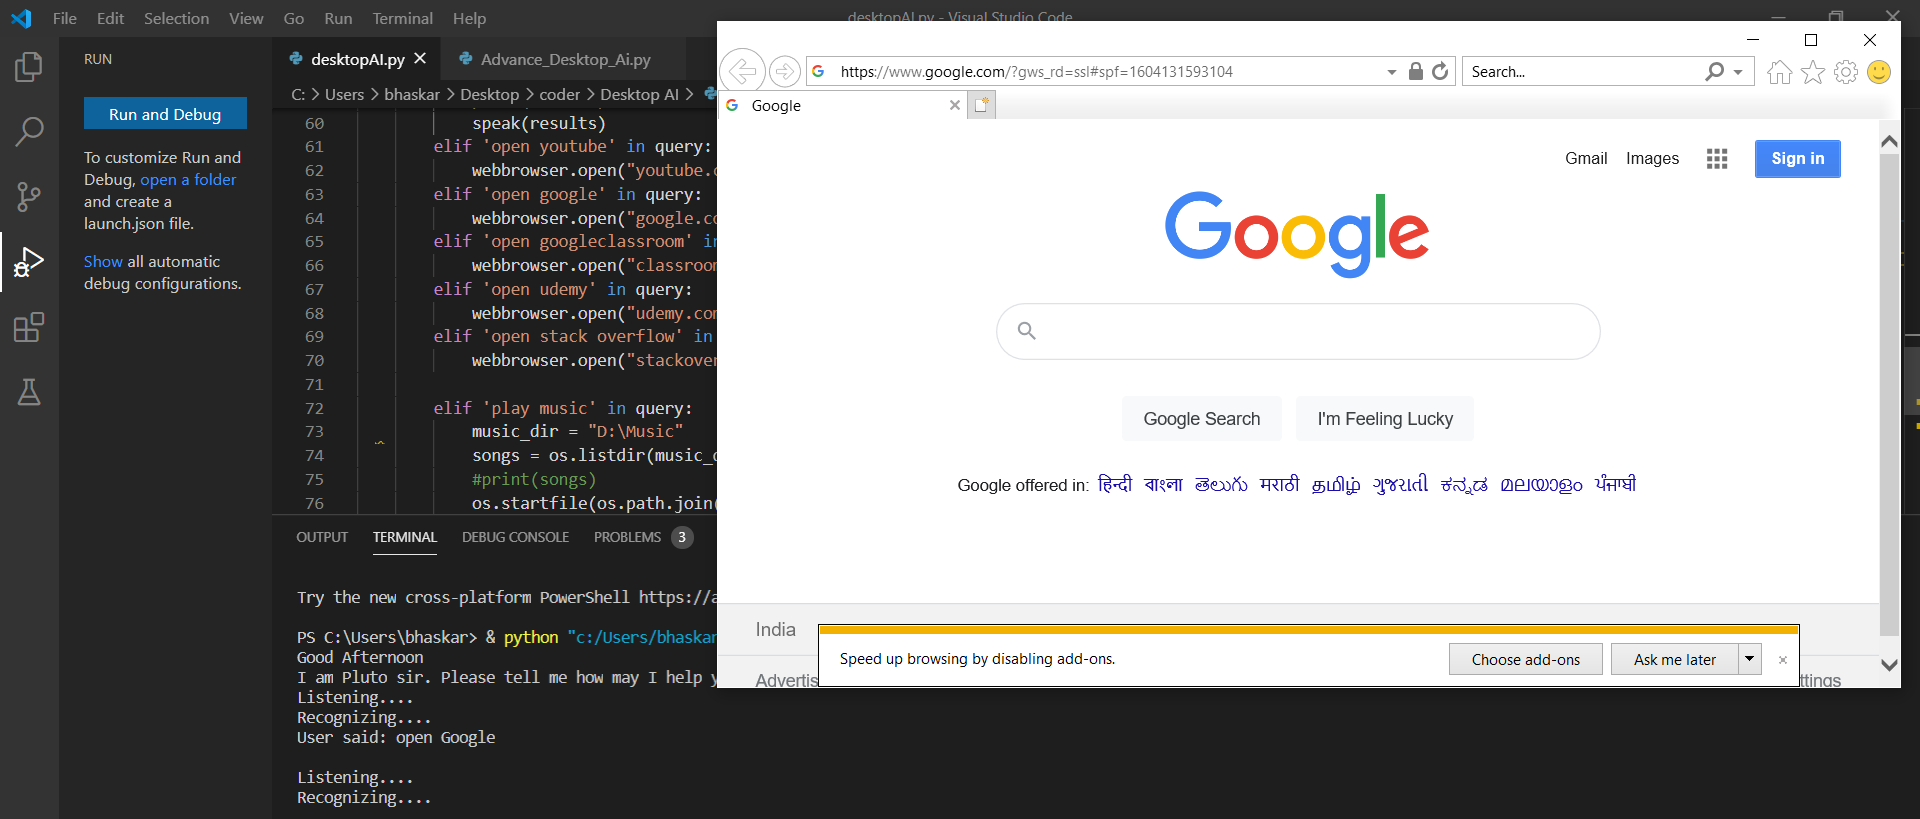 File Edit Selection View Go Run Terminal Help
desktopAI.py - Visual Studio Code
RUN
Run and Debug
To customize Run and
Debug, open a folder
and create a
launch.json file.
Show all automatic
debug configurations.
desktopAI.py
Advance_Desktop_Ai.py
C: > Users > bhaskar > Desktop > coder > Desktop AI >
60 speak(results)
61 elif 'open youtube' in query:
62 webbrowser.open("youtube.c
63 elif 'open google' in query:
64 webbrowser.open("google.co
65 elif 'open googleclassroom' in
66 webbrowser.open("classroom
67 elif 'open udemy' in query:
68 webbrowser.open("udemy.com
69 elif 'open stack overflow' in
70 webbrowser.open("stackover
71
72 elif 'play music' in query:
73 music_dir = "D:\Music"
74 songs = os.listdir(music_d
75 #print(songs)
76 os.startfile(os.path.join(
OUTPUT TERMINAL DEBUG CONSOLE PROBLEMS 3
Try the new cross-platform PowerShell https://a
PS C:\Users\bhaskar> & python "c:/Users/bhaskar
Good Afternoon
I am Pluto sir. Please tell me how may I help y
Listening....
Recognizing....
User said: open Google
Listening....
Recognizing....
https://www.google.com/?gws_rd=ssl#spf=1604131593104
Search...
Google
Gmail Images Sign in
Google
Google Search I'm Feeling Lucky
Google offered in: हिन्दी বাংলা తెలుగు मराठी தமிழ் ગુજરાતી ಕನ್ನಡ മലയാളം ਪੰਜਾਬੀ
India
Speed up browsing by disabling add-ons.
Choose add-ons Ask me later
Advertis
ttings